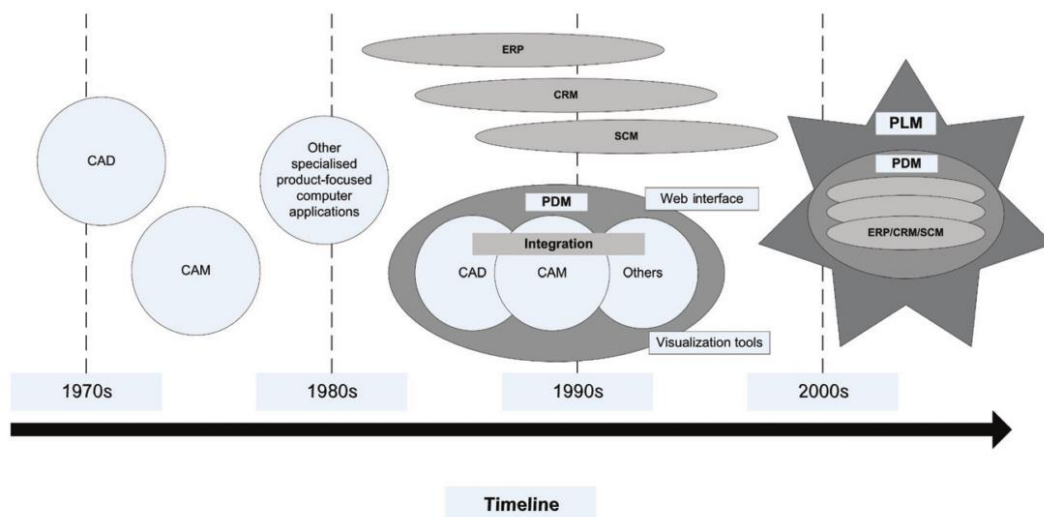 ERP
CRM
SCM
CAD
CAM
Other
specialised
product-focused
computer
applications
PDM
Web interface
Integration
CAD
CAM
Others
Visualization tools
PLM
PDM
ERP/CRM/SCM
1970s
1980s
1990s
2000s
Timeline